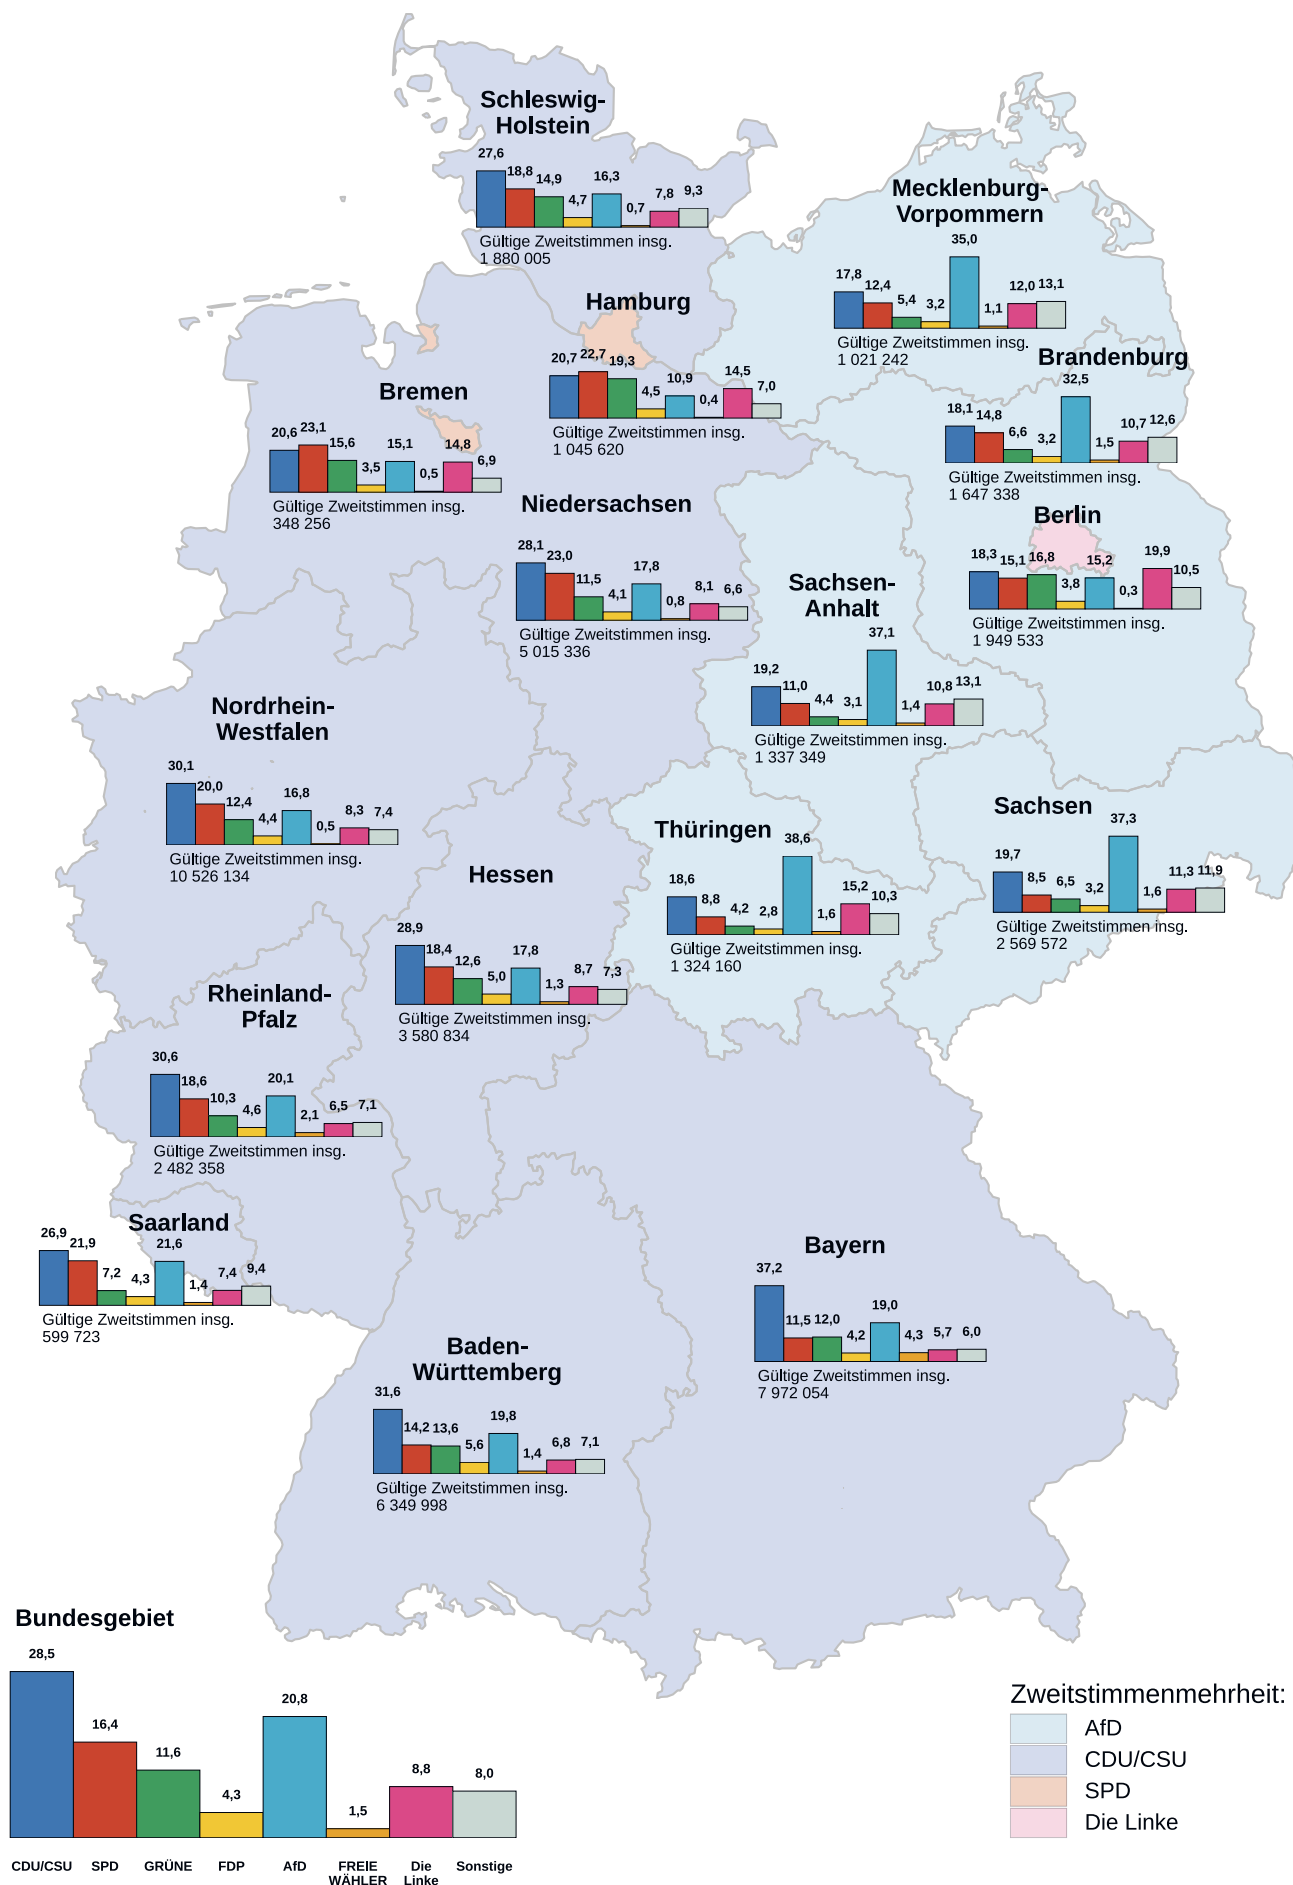 Schleswig-
Holstein
27,6 18,8 14,9 4,7 16,3 0,7 7,8 9,3
Gültige Zweitstimmen insg.
1 880 005
Mecklenburg-
Vorpommern
17,8 12,4 5,4 3,2 35,0 1,1 12,0 13,1
Gültige Zweitstimmen insg.
1 021 242
Hamburg
20,7 22,7 19,3 4,5 10,9 0,4 14,5 7,0
Gültige Zweitstimmen insg.
1 045 620
Brandenburg
18,1 14,8 6,6 3,2 32,5 1,5 10,7 12,6
Gültige Zweitstimmen insg.
1 647 338
Bremen
20,6 23,1 15,6 3,5 15,1 0,5 14,8 6,9
Gültige Zweitstimmen insg.
348 256
Niedersachsen
28,1 23,0 11,5 4,1 17,8 0,8 8,1 6,6
Gültige Zweitstimmen insg.
5 015 336
Berlin
18,3 15,1 16,8 3,8 15,2 0,3 19,9 10,5
Gültige Zweitstimmen insg.
1 949 533
Sachsen-
Anhalt
19,2 11,0 4,4 3,1 37,1 1,4 10,8 13,1
Gültige Zweitstimmen insg.
1 337 349
Nordrhein-
Westfalen
30,1 20,0 12,4 4,4 16,8 0,5 8,3 7,4
Gültige Zweitstimmen insg.
10 526 134
Sachsen
19,7 8,5 6,5 3,2 37,3 1,6 11,3 11,9
Gültige Zweitstimmen insg.
2 569 572
Thüringen
18,6 8,8 4,2 2,8 38,6 1,6 15,2 10,3
Gültige Zweitstimmen insg.
1 324 160
Hessen
28,9 18,4 12,6 5,0 17,8 1,3 8,7 7,3
Gültige Zweitstimmen insg.
3 580 834
Rheinland-
Pfalz
30,6 18,6 10,3 4,6 20,1 2,1 6,5 7,1
Gültige Zweitstimmen insg.
2 482 358
Saarland
26,9 21,9 7,2 4,3 21,6 1,4 7,4 9,4
Gültige Zweitstimmen insg.
599 723
Bayern
37,2 11,5 12,0 4,2 19,0 4,3 5,7 6,0
Gültige Zweitstimmen insg.
7 972 054
Baden-
Württemberg
31,6 14,2 13,6 5,6 19,8 1,4 6,8 7,1
Gültige Zweitstimmen insg.
6 349 998
Bundesgebiet
28,5 16,4 11,6 4,3 20,8 1,5 8,8 8,0
CDU/CSU SPD GRÜNE FDP AfD FREIE Die Sonstige
WÄHLER Linke
Zweitstimmenmehrheit:
AfD
CDU/CSU
SPD
Die Linke